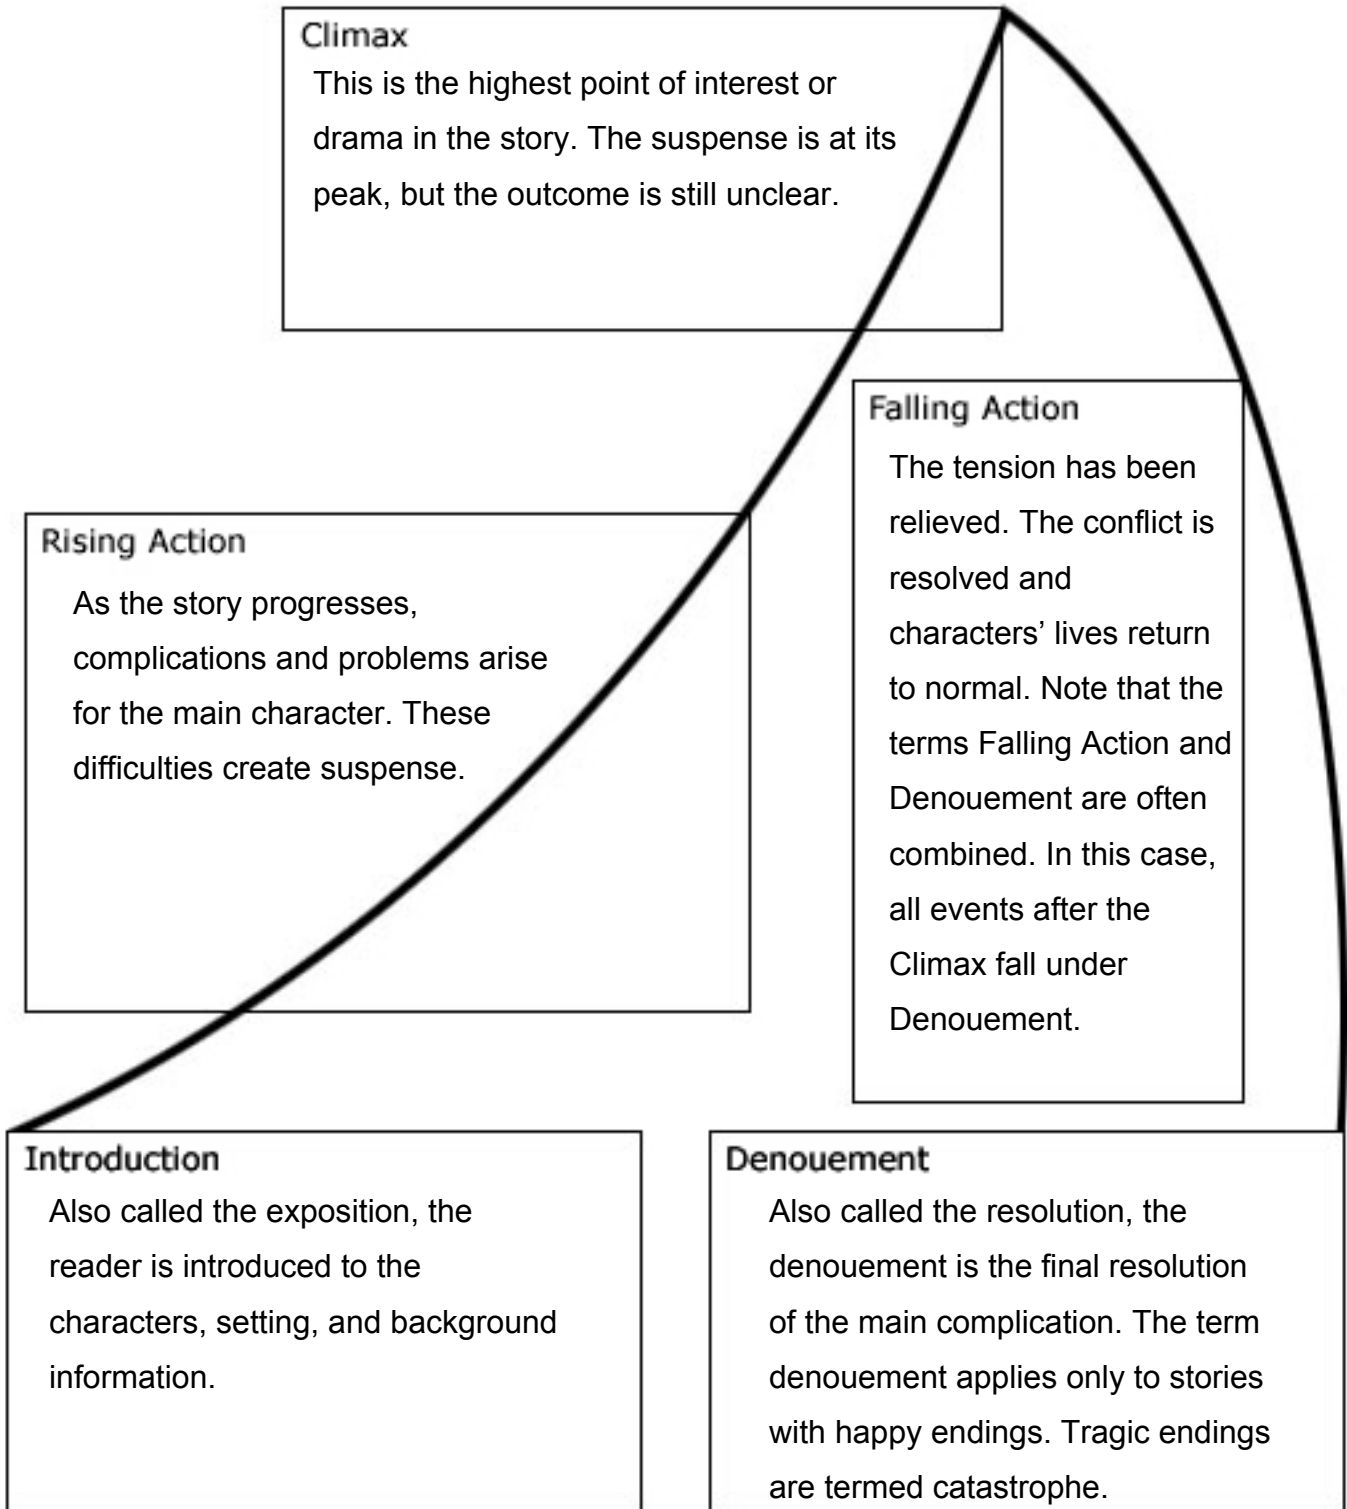 Climax
This is the highest point of interest or
drama in the story. The suspense is at its
peak, but the outcome is still unclear.
Falling Action
The tension has been
relieved. The conflict is
resolved and
characters’ lives return
to normal. Note that the
terms Falling Action and
Denouement are often
combined. In this case,
all events after the
Climax fall under
Denouement.
Rising Action
As the story progresses,
complications and problems arise
for the main character. These
difficulties create suspense.
Introduction
Also called the exposition, the
reader is introduced to the
characters, setting, and background
information.
Denouement
Also called the resolution, the
denouement is the final resolution
of the main complication. The term
denouement applies only to stories
with happy endings. Tragic endings
are termed catastrophe.